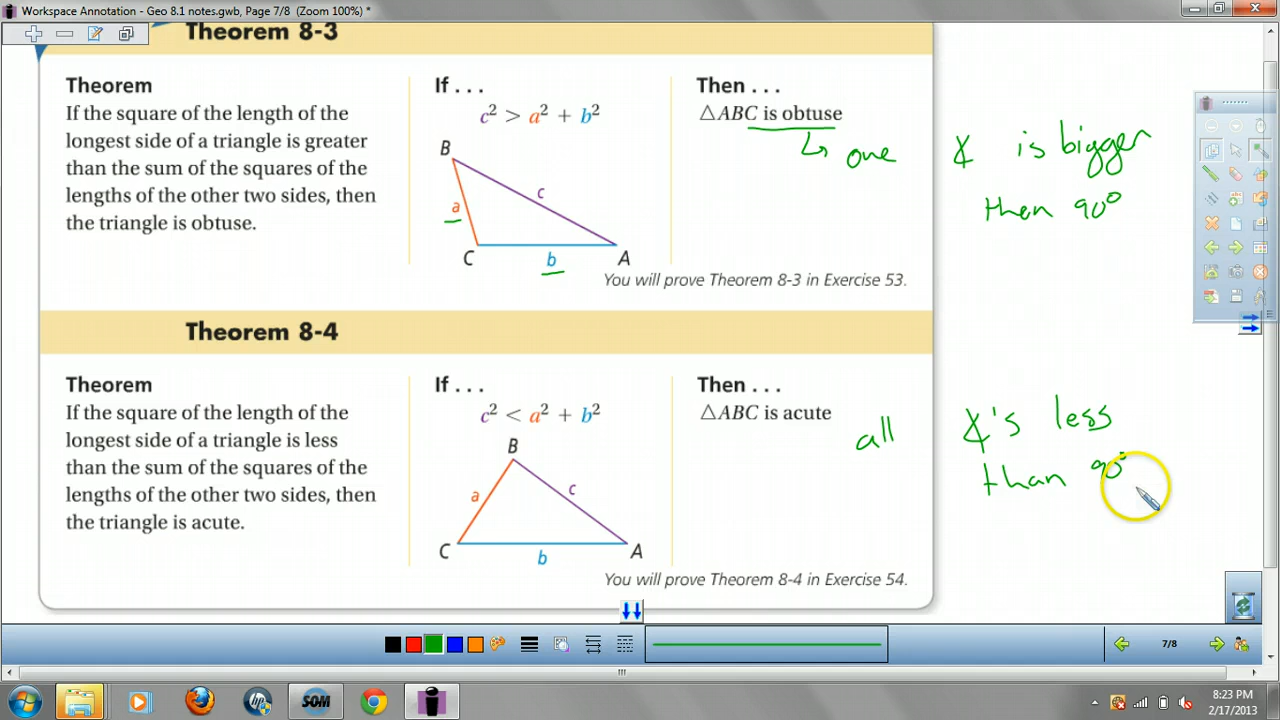 Workspace Annotation - Geo 8.1 notes.gwb, Page 7/8 (Zoom 100%) *
Theorem 8-3
Theorem
If the square of the length of the
longest side of a triangle is greater
than the sum of the squares of the
lengths of the other two sides, then
the triangle is obtuse.
If . . .
c² > a² + b²
B
a
c
C
b
A
Then . . .
△ABC is obtuse
↳ one ∡ is bigger
then 90°
You will prove Theorem 8-3 in Exercise 53.
Theorem 8-4
Theorem
If the square of the length of the
longest side of a triangle is less
than the sum of the squares of the
lengths of the other two sides, then
the triangle is acute.
If . . .
c² < a² + b²
B
a
c
C
b
A
Then . . .
△ABC is acute
all ∡'s less
than 90°
You will prove Theorem 8-4 in Exercise 54.
7/8
hp
SOM
8:23 PM
2/17/2013